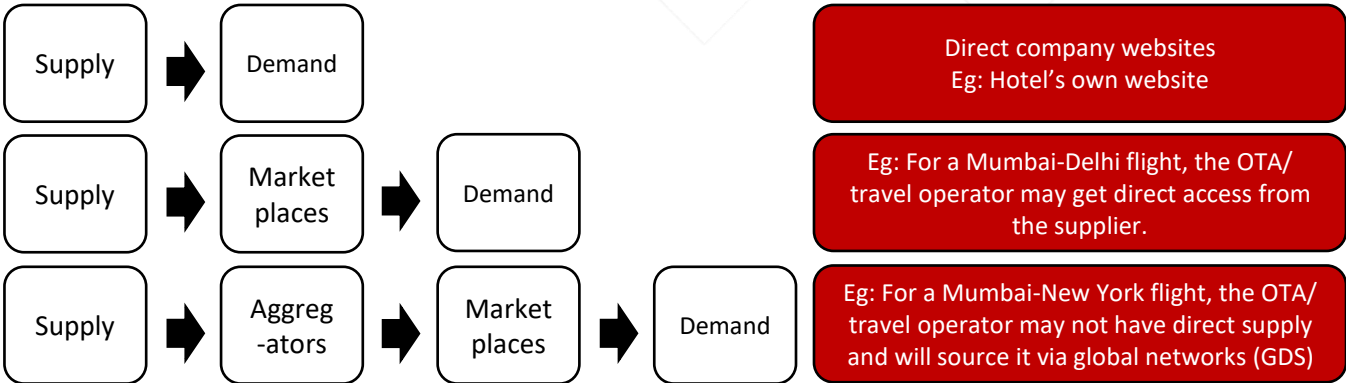 Supply
Demand
Direct company websites
Eg: Hotel's own website
Supply
Market
places
Demand
Eg: For a Mumbai-Delhi flight, the OTA/
travel operator may get direct access from
the supplier.
Supply
Aggreg
-ators
Market
places
Demand
Eg: For a Mumbai-New York flight, the OTA/
travel operator may not have direct supply
and will source it via global networks (GDS)